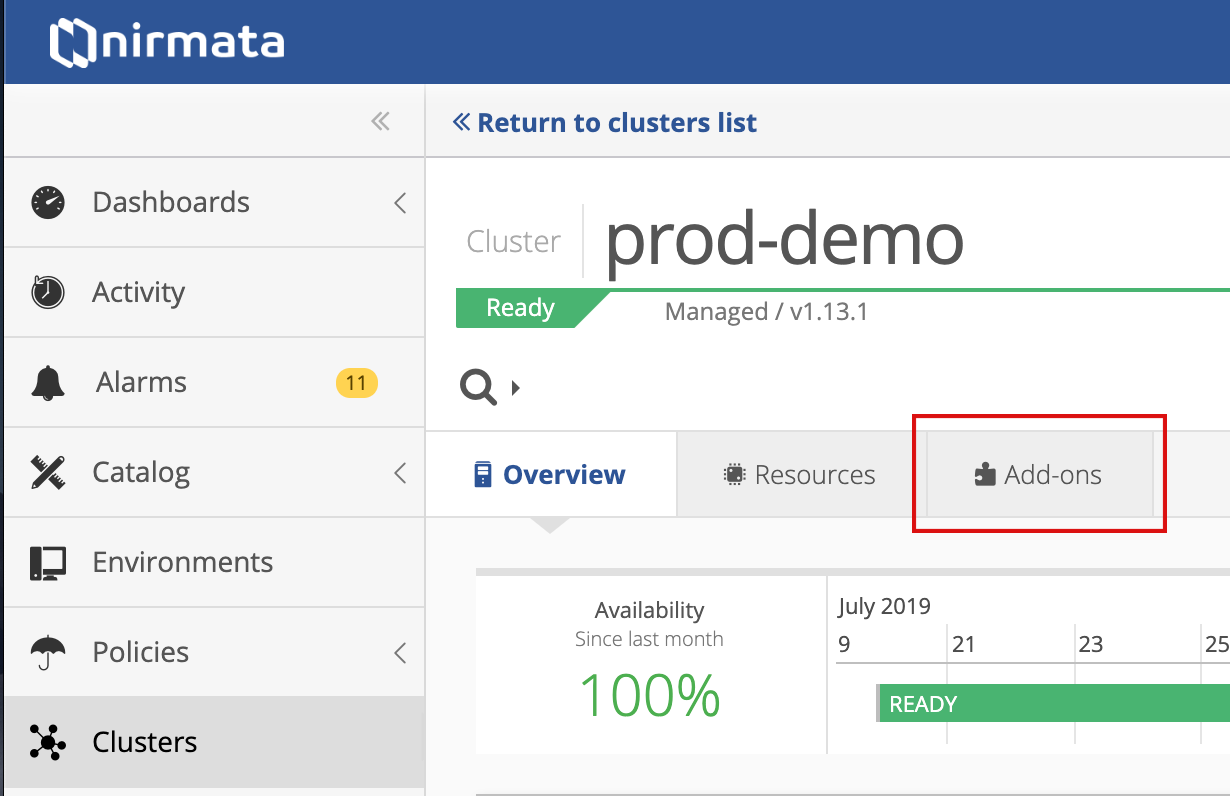 nirmata
Return to clusters list
Dashboards
Activity
Alarms 11
Catalog
Environments
Policies
Clusters
Cluster prod-demo
Ready Managed / v1.13.1
Overview Resources Add-ons
Availability
Since last month
100%
July 2019
9 21 23 25
READY